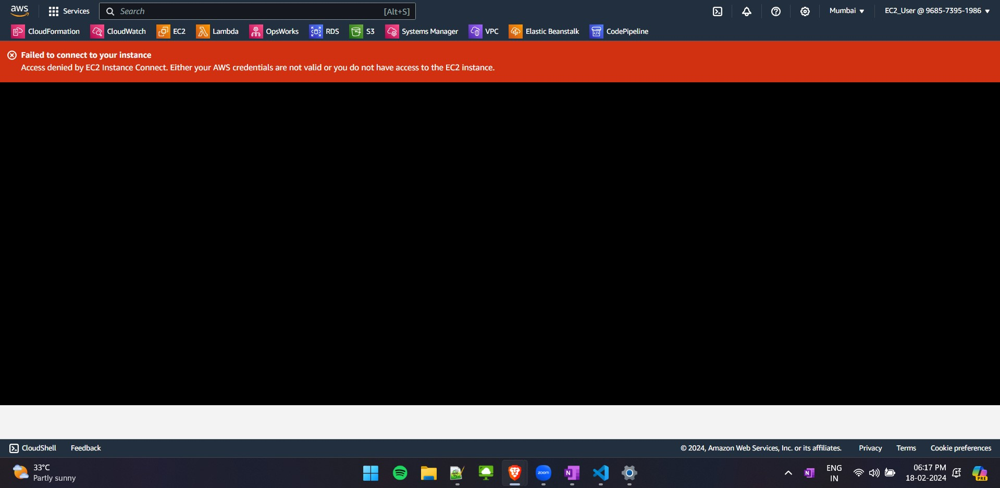 aws Services Search [Alt+S] Mumbai EC2_User @ 9685-7395-1986
CloudFormation CloudWatch EC2 Lambda OpsWorks RDS S3 Systems Manager VPC Elastic Beanstalk CodePipeline
Failed to connect to your instance
Access denied by EC2 Instance Connect. Either your AWS credentials are not valid or you do not have access to the EC2 instance.
CloudShell Feedback © 2024, Amazon Web Services, Inc. or its affiliates. Privacy Terms Cookie preferences
33°C zoom N N ENG 06:17 PM
Partly sunny IN 18-02-2024 PRE